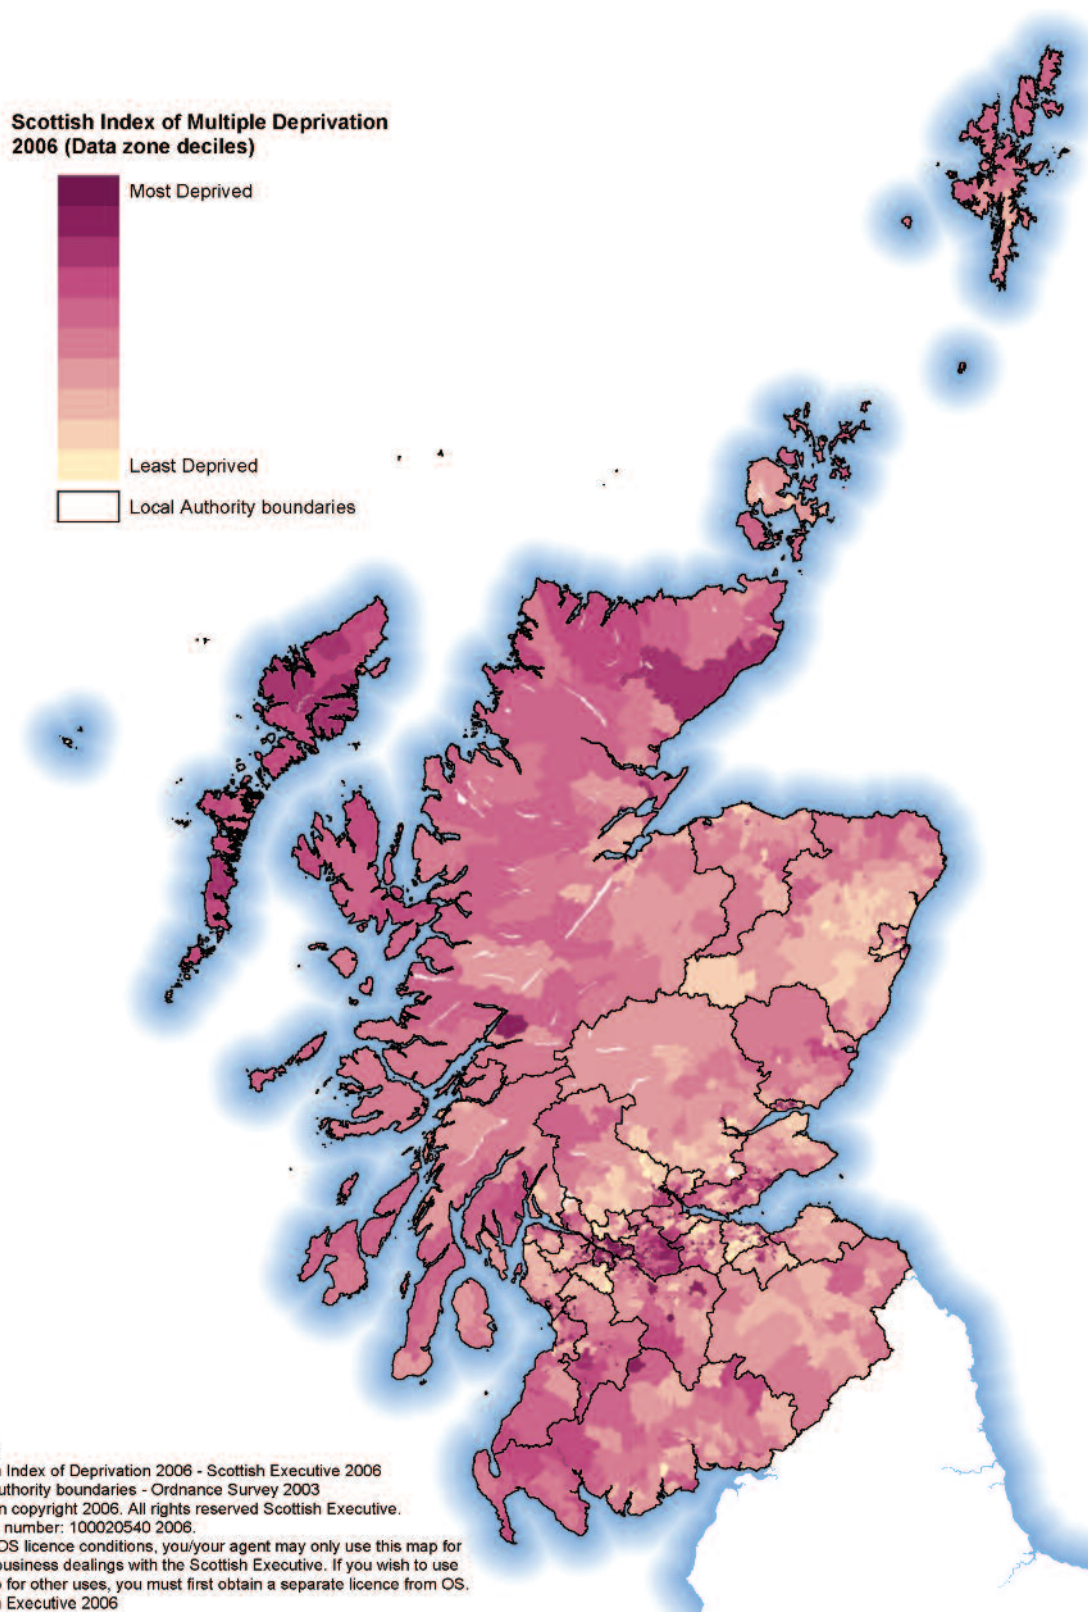 Scottish Index of Multiple Deprivation
2006 (Data zone deciles)
Most Deprived
Least Deprived
Local Authority boundaries
Index of Deprivation 2006 - Scottish Executive 2006
uthority boundaries - Ordnance Survey 2003
n copyright 2006. All rights reserved Scottish Executive.
number: 100020540 2006.
OS licence conditions, you/your agent may only use this map for
business dealings with the Scottish Executive. If you wish to use
for other uses, you must first obtain a separate licence from OS.
Executive 2006